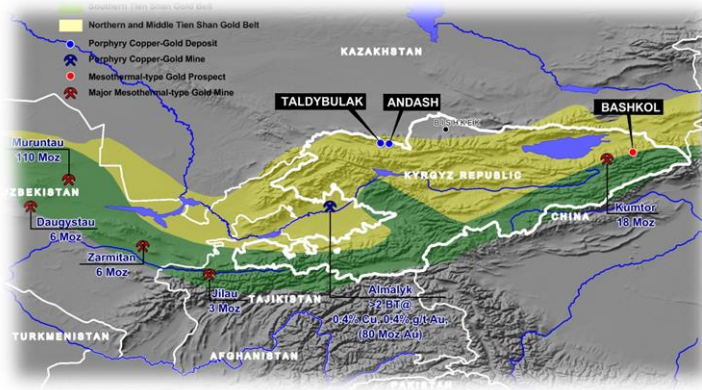 Southern Tien Shan Gold Belt
Northern and Middle Tien Shan Gold Belt
Porphyry Copper-Gold Deposit
Porphyry Copper-Gold Mine
Mesothermal-type Gold Prospect
Major Mesothermal-type Gold Mine
KAZAKHSTAN
TALDYBULAK
ANDASH
BISHKEIK
BASHKOL
Muruntau
110 Moz
KYRGYZ REPUBLIC
UZBEKISTAN
Daugystau
6 Moz
CHINA
Kumtor
18 Moz
Zarmitan
6 Moz
Jilau
3 Moz
TAJIKISTAN
Almalyk
>2 BT@
0.4% Cu, 0.4% g/t Au,
(80 Moz Au)
TURKMENISTAN
AFGHANISTAN
PAKISTAN